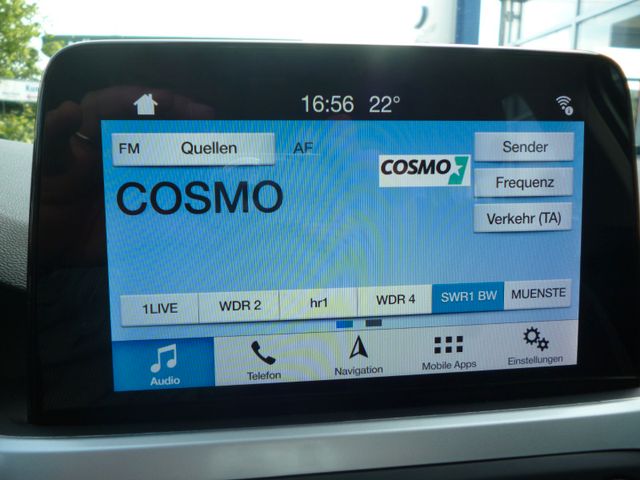 16:56 22°
FM Quellen AF
COSMO
Sender
COSMO
Frequenz
Verkehr (TA)
1LIVE WDR 2 hr1 WDR 4 SWR1 BW MUENSTE
Audio Telefon Navigation Mobile Apps Einstellungen